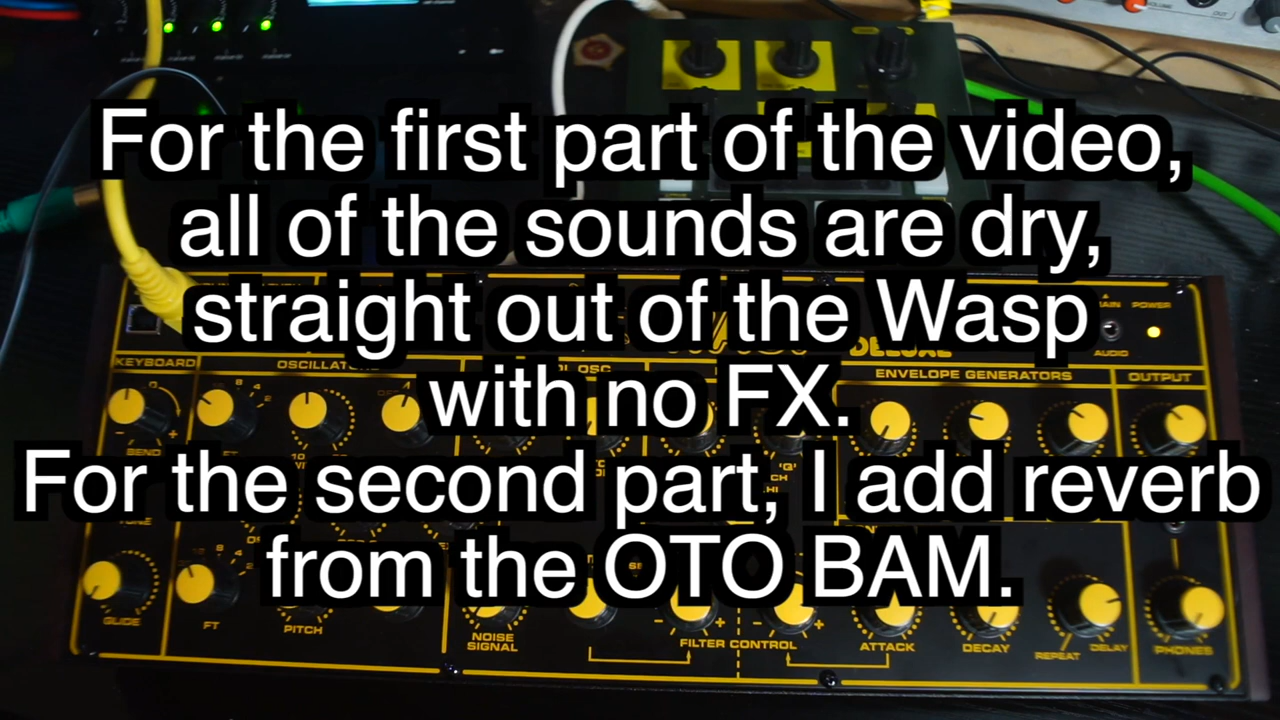 For the first part of the video,
all of the sounds are dry,
straight out of the Wasp
with no FX.
For the second part, I add reverb
from the OTO BAM.
POWER
AUDIO
DELUXE
KEYBOARD
ENVELOPE GENERATORS
OUTPUT
BEND
GLIDE
FT
PITCH
NOISE
SIGNAL
FILTER CONTROL
ATTACK
DECAY
REPEAT
DELAY
PHONES
VOLUME
OUT